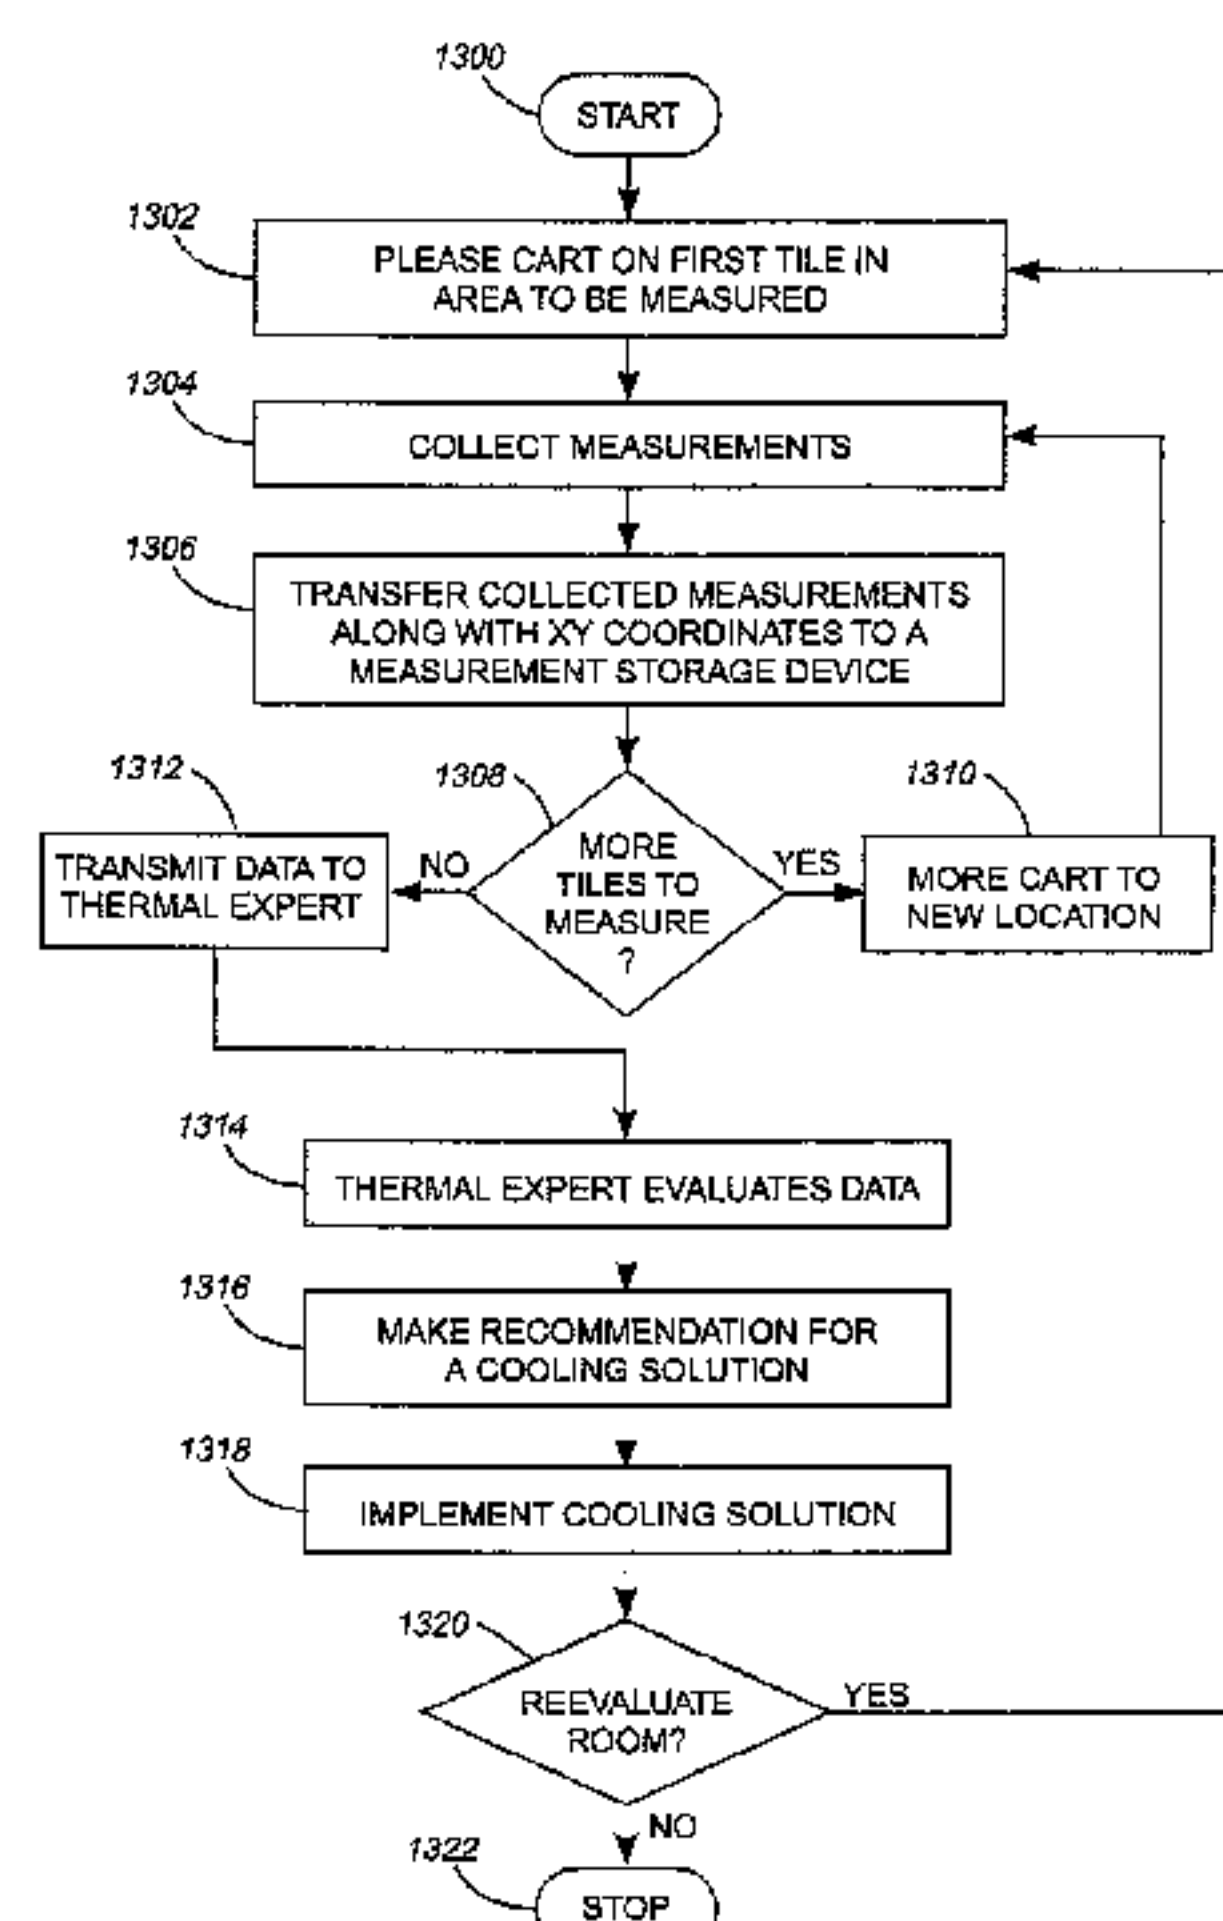 1300
START
1302
PLEASE CART ON FIRST TILE IN
AREA TO BE MEASURED
1304
COLLECT MEASUREMENTS
1306
TRANSFER COLLECTED MEASUREMENTS
ALONG WITH XY COORDINATES TO A
MEASUREMENT STORAGE DEVICE
1312
1308
1310
TRANSMIT DATA TO
THERMAL EXPERT
NO
MORE
TILES TO
MEASURE
?
YES
MORE CART TO
NEW LOCATION
1314
THERMAL EXPERT EVALUATES DATA
1316
MAKE RECOMMENDATION FOR
A COOLING SOLUTION
1318
IMPLEMENT COOLING SOLUTION
1320
REEVALUATE
ROOM?
YES
NO
1322
STOP